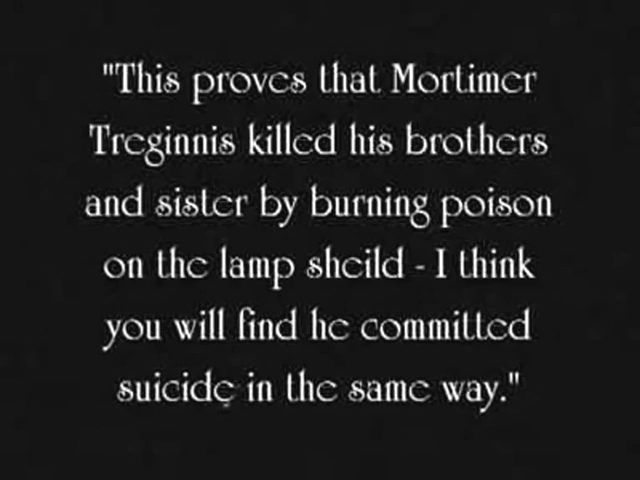 "This proves that Mortimer
Treginnis killed his brothers
and sister by burning poison
on the lamp sheild - I think
you will find he committed
suicide in the same way."